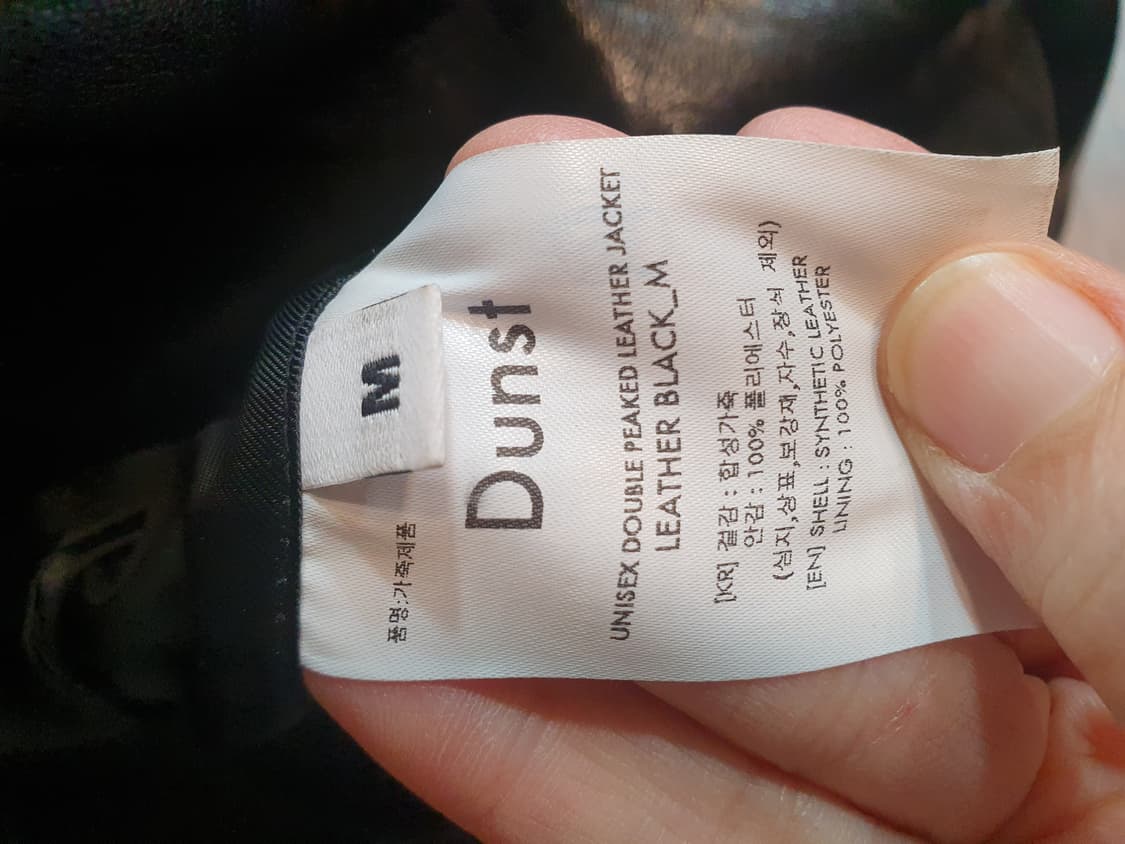 M
품명:가죽제품
Dunst
UNISEX DOUBLE PEAKED LEATHER JACKET
LEATHER BLACK_M
[KR] 겉감 : 합성가죽
안감 : 100% 폴리에스터
(심지,상표,보강재,자수,장식 제외)
[EN] SHELL : SYNTHETIC LEATHER
LINING : 100% POLYESTER